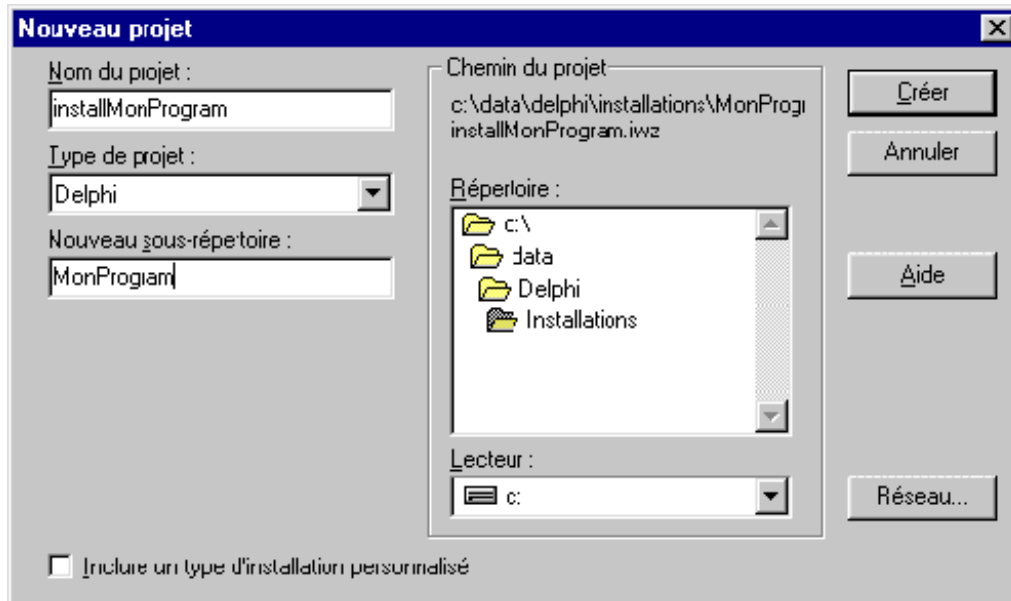 Nouveau projet
Nom du projet :
installMonProgram
Type de projet :
Delphi
Nouveau sous-répertoire :
MonProgram
Chemin du projet
c:\data\delphi\installations\MonProgi
installMonProgram.iwz
Répertoire :
c:\
data
Delphi
Installations
Lecteur :
c:
Créer
Annuler
Aide
Réseau...
Inclure un type d'installation personnalisé